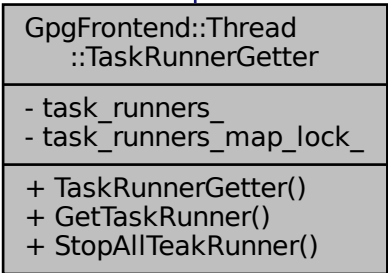 GpgFrontend::Thread
::TaskRunnerGetter
- task_runners_
- task_runners_map_lock_
+ TaskRunnerGetter()
+ GetTaskRunner()
+ StopAllTeakRunner()